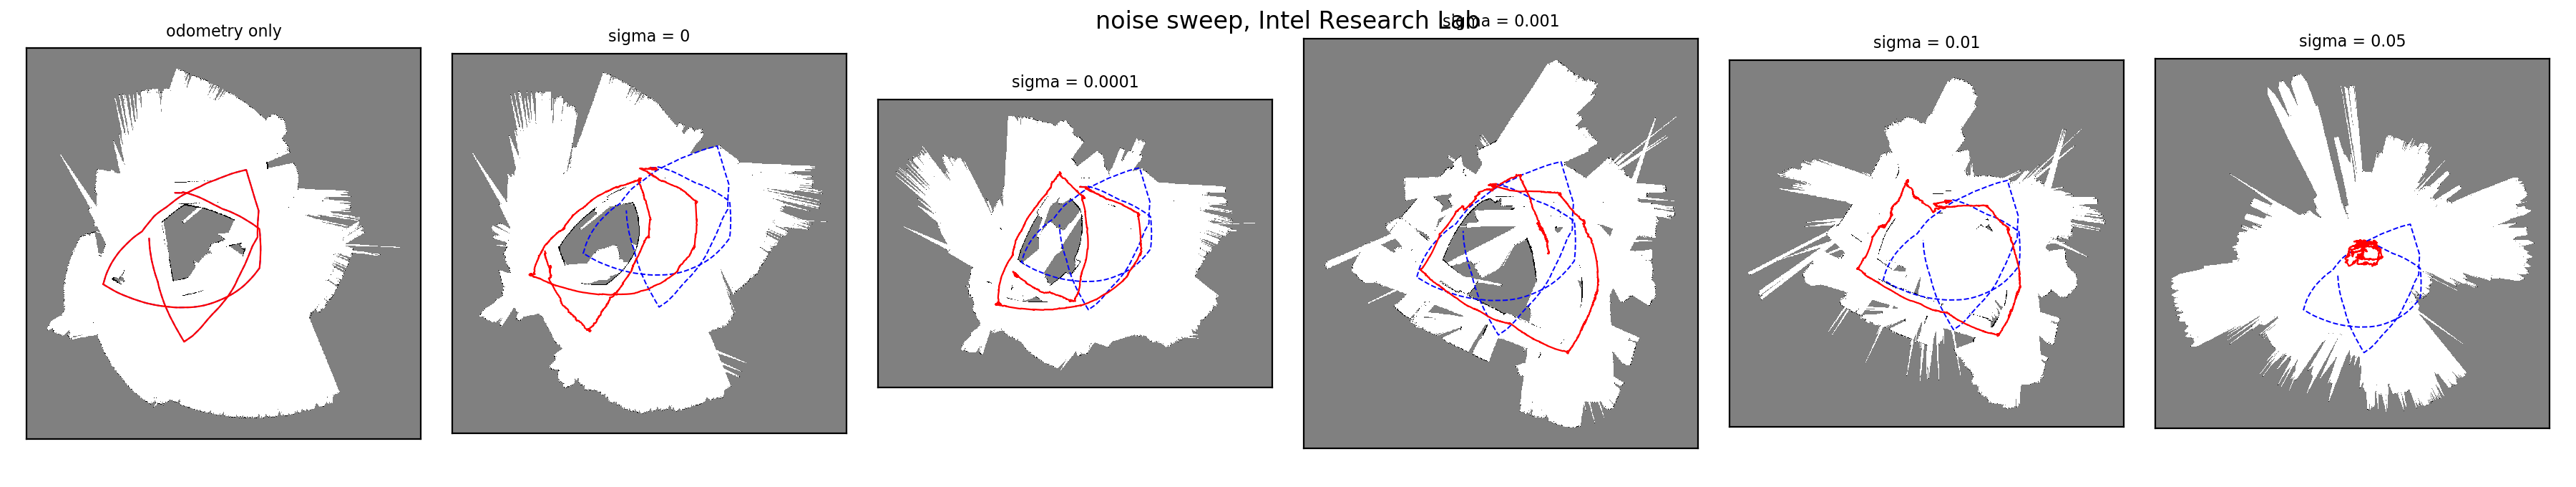 noise sweep, Intel Research Lab
odometry only
sigma = 0
sigma = 0.0001
sigma = 0.001
sigma = 0.01
sigma = 0.05